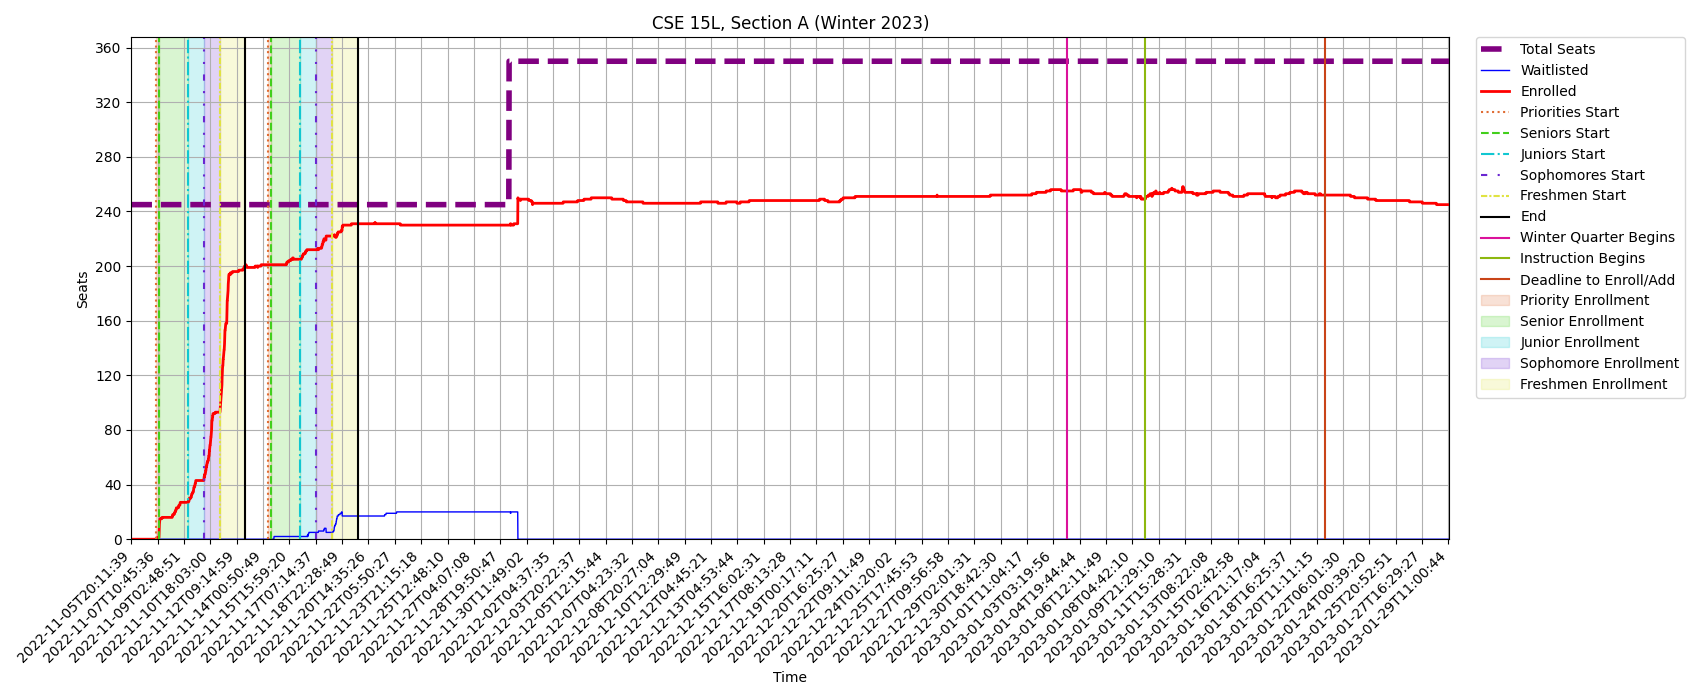 CSE 15L, Section A (Winter 2023)
Seats
360
320
280
240
200
160
120
80
40
0
2022-11-05T20:11:39
2022-11-07T10:45:36
2022-11-09T02:48:51
2022-11-10T18:03:00
2022-11-12T09:14:59
2022-11-14T00:50:49
2022-11-15T15:59:20
2022-11-17T07:14:37
2022-11-18T22:28:49
2022-11-20T14:35:26
2022-11-22T05:50:27
2022-11-23T21:15:18
2022-11-25T12:48:10
2022-11-27T04:07:08
2022-11-28T19:50:47
2022-11-30T11:49:02
2022-12-02T04:37:35
2022-12-03T20:22:37
2022-12-05T12:15:44
2022-12-07T04:23:32
2022-12-08T20:27:04
2022-12-10T12:29:49
2022-12-12T04:45:21
2022-12-13T04:53:44
2022-12-15T16:02:31
2022-12-17T08:13:28
2022-12-19T00:17:11
2022-12-20T16:25:27
2022-12-22T09:11:49
2022-12-24T01:20:02
2022-12-25T17:45:53
2022-12-27T09:56:58
2022-12-29T02:01:31
2022-12-30T18:42:30
2023-01-01T11:04:17
2023-01-03T03:19:56
2023-01-04T19:44:44
2023-01-06T12:11:49
2023-01-08T04:42:10
2023-01-09T21:29:10
2023-01-11T15:28:31
2023-01-13T08:22:08
2023-01-15T02:42:58
2023-01-16T21:17:04
2023-01-18T16:25:37
2023-01-20T11:11:15
2023-01-22T06:01:30
2023-01-24T00:39:20
2023-01-25T20:52:51
2023-01-27T16:29:27
2023-01-29T11:00:44
Time
Total Seats
Waitlisted
Enrolled
Priorities Start
Seniors Start
Juniors Start
Sophomores Start
Freshmen Start
End
Winter Quarter Begins
Instruction Begins
Deadline to Enroll/Add
Priority Enrollment
Senior Enrollment
Junior Enrollment
Sophomore Enrollment
Freshmen Enrollment